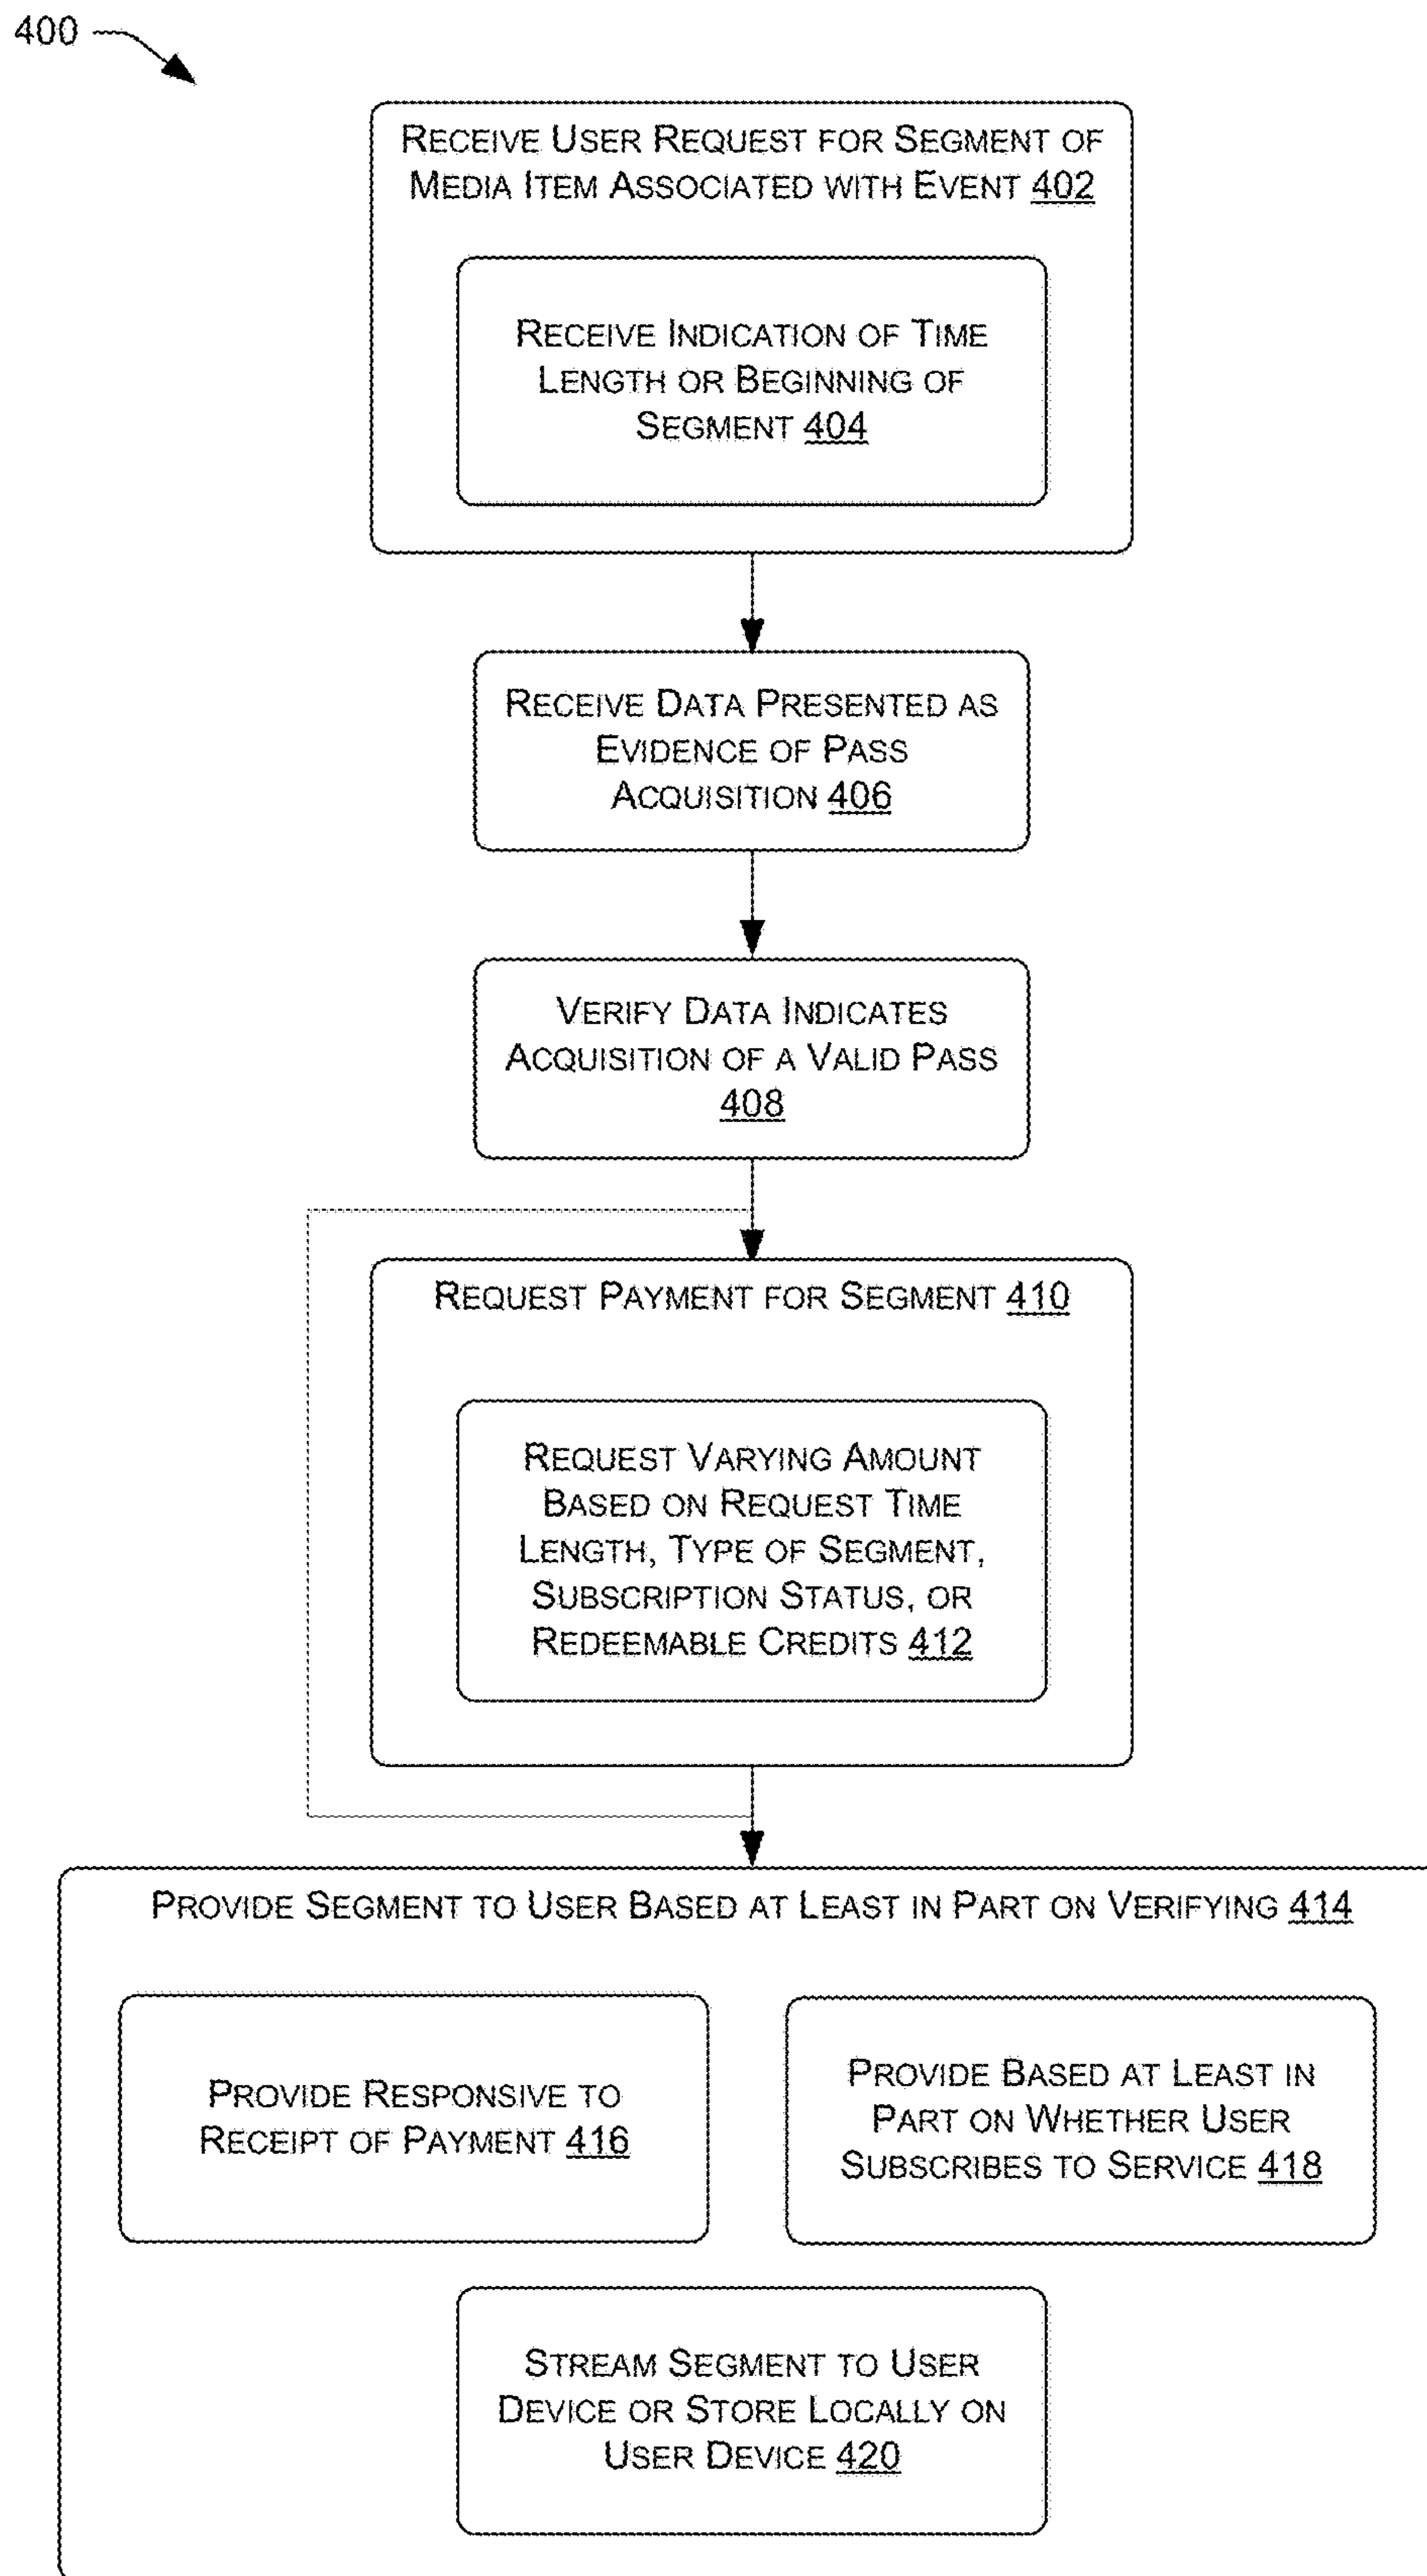 400
RECEIVE USER REQUEST FOR SEGMENT OF
MEDIA ITEM ASSOCIATED WITH EVENT 402
RECEIVE INDICATION OF TIME
LENGTH OR BEGINNING OF
SEGMENT 404
RECEIVE DATA PRESENTED AS
EVIDENCE OF PASS
ACQUISITION 406
VERIFY DATA INDICATES
ACQUISITION OF A VALID PASS
408
REQUEST PAYMENT FOR SEGMENT 410
REQUEST VARYING AMOUNT
BASED ON REQUEST TIME
LENGTH, TYPE OF SEGMENT,
SUBSCRIPTION STATUS, OR
REDEEMABLE CREDITS 412
PROVIDE SEGMENT TO USER BASED AT LEAST IN PART ON VERIFYING 414
PROVIDE RESPONSIVE TO
RECEIPT OF PAYMENT 416
PROVIDE BASED AT LEAST IN
PART ON WHETHER USER
SUBSCRIBES TO SERVICE 418
STREAM SEGMENT TO USER
DEVICE OR STORE LOCALLY ON
USER DEVICE 420